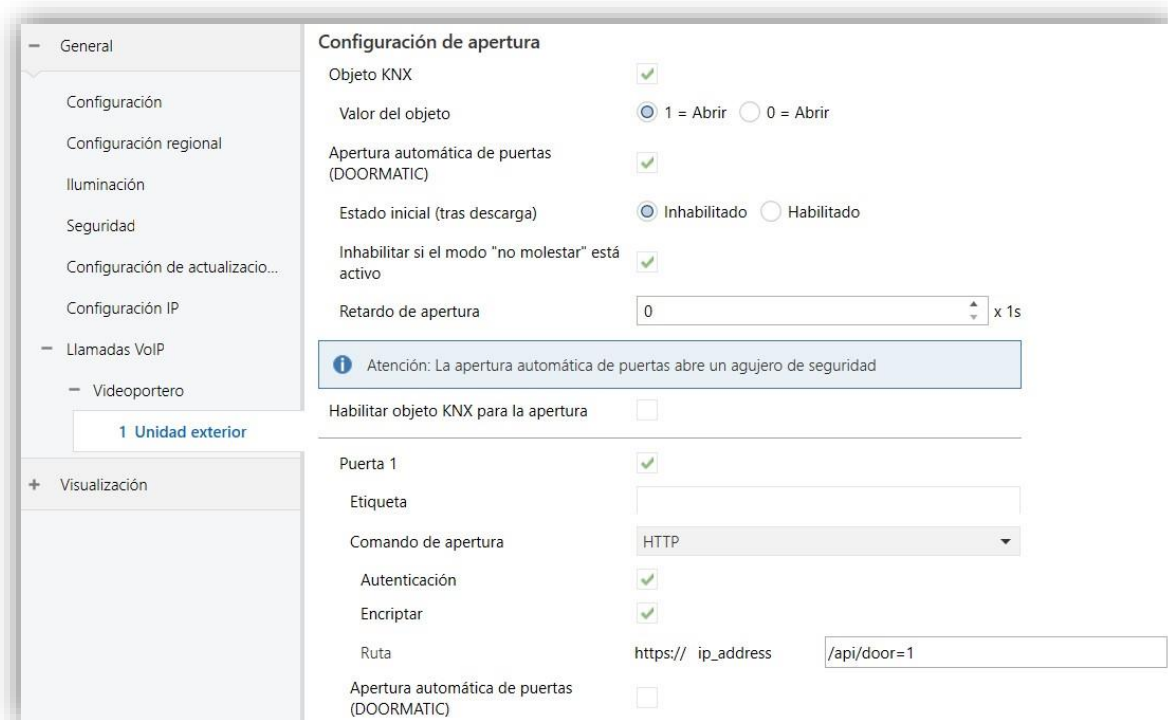 General
Configuración
Configuración regional
Iluminación
Seguridad
Configuración de actualizacio...
Configuración IP
Llamadas VoIP
Videoportero
1 Unidad exterior
Visualización
Configuración de apertura
Objeto KNX
Valor del objeto 1 = Abrir 0 = Abrir
Apertura automática de puertas
(DOORMATIC)
Estado inicial (tras descarga) Inhabilitado Habilitado
Inhabilitar si el modo "no molestar" está
activo
Retardo de apertura 0 x 1s
Atención: La apertura automática de puertas abre un agujero de seguridad
Habilitar objeto KNX para la apertura
Puerta 1
Etiqueta
Comando de apertura HTTP
Autenticación
Encriptar
Ruta https:// ip_address /api/door=1
Apertura automática de puertas
(DOORMATIC)